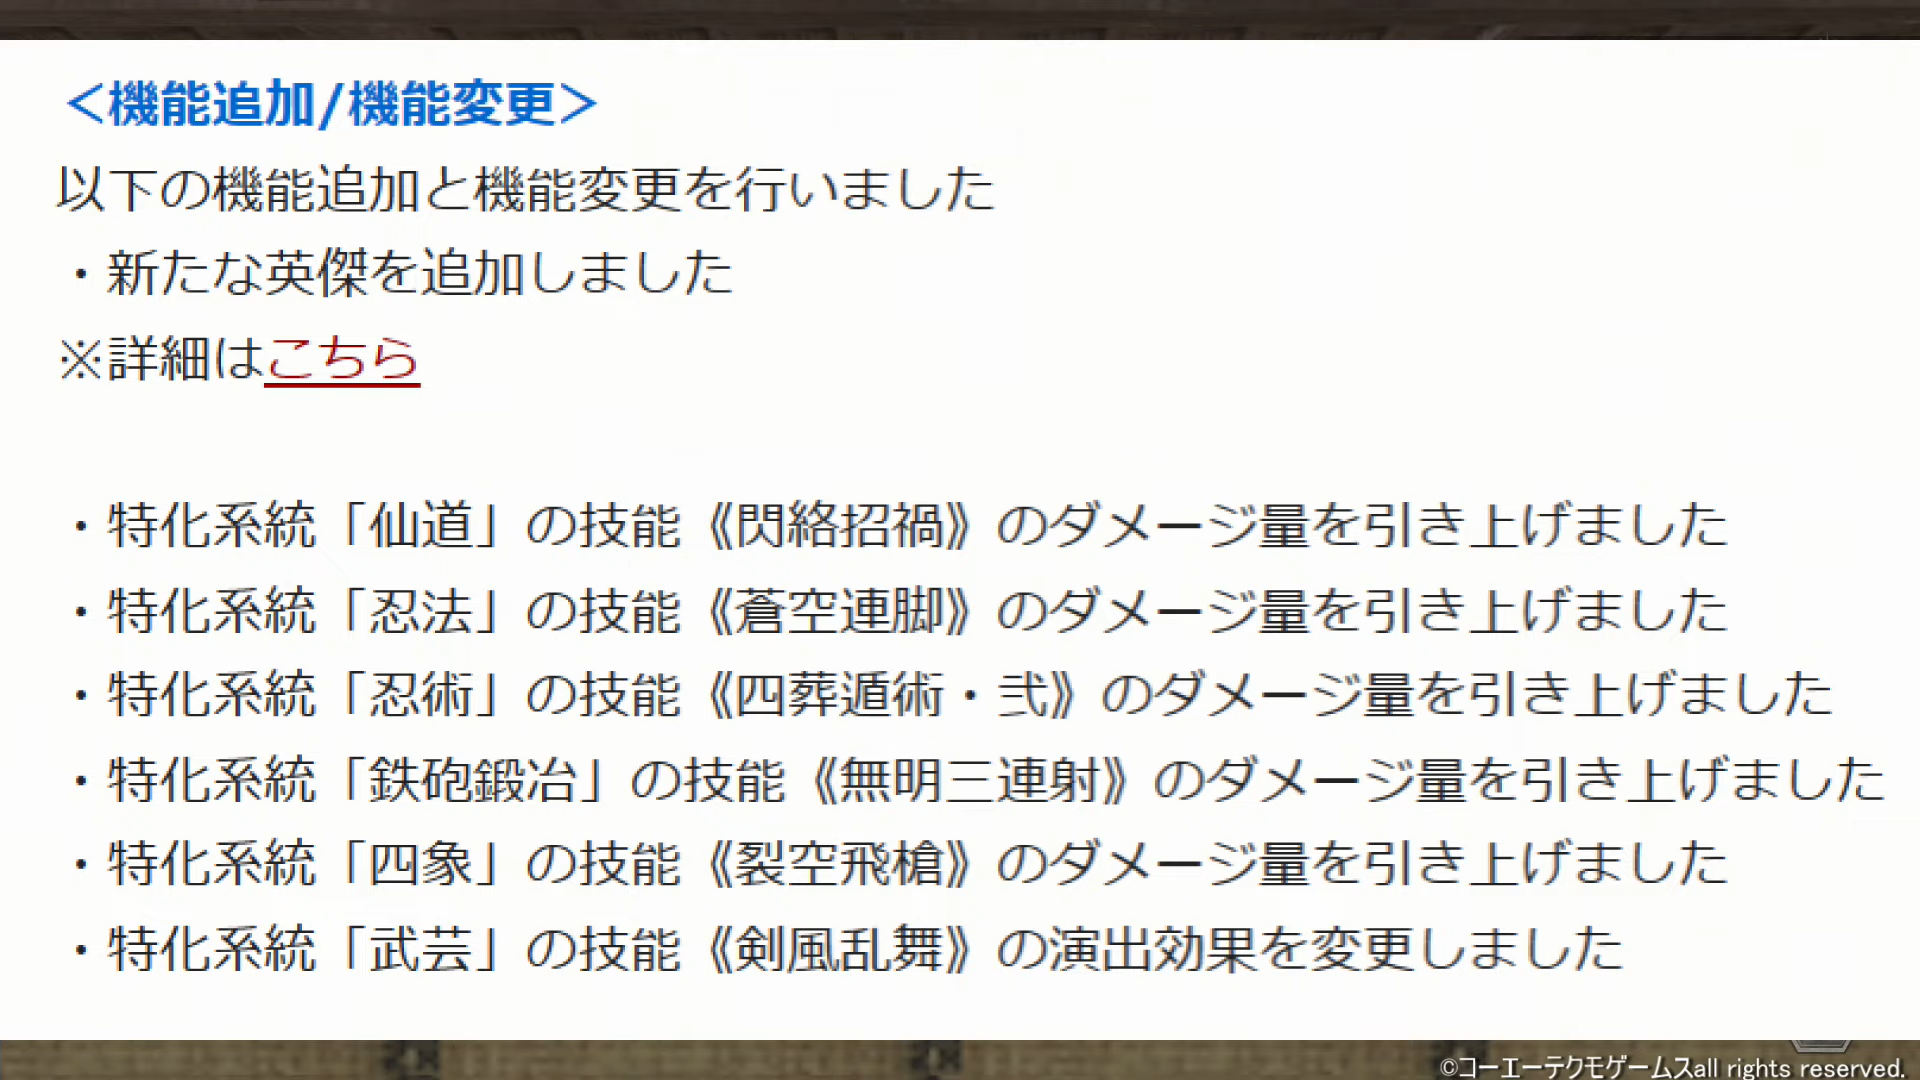 ＜機能追加/機能変更＞
以下の機能追加と機能変更を行いました
・新たな英傑を追加しました
※詳細はこちら
・特化系統「仙道」の技能《閃絡招禍》のダメージ量を引き上げました
・特化系統「忍法」の技能《蒼空連脚》のダメージ量を引き上げました
・特化系統「忍術」の技能《四葬遁術・弐》のダメージ量を引き上げました
・特化系統「鉄砲鍛冶」の技能《無明三連射》のダメージ量を引き上げました
・特化系統「四象」の技能《裂空飛槍》のダメージ量を引き上げました
・特化系統「武芸」の技能《剣風乱舞》の演出効果を変更しました
©コーエーテクモゲームスall rights reserved.